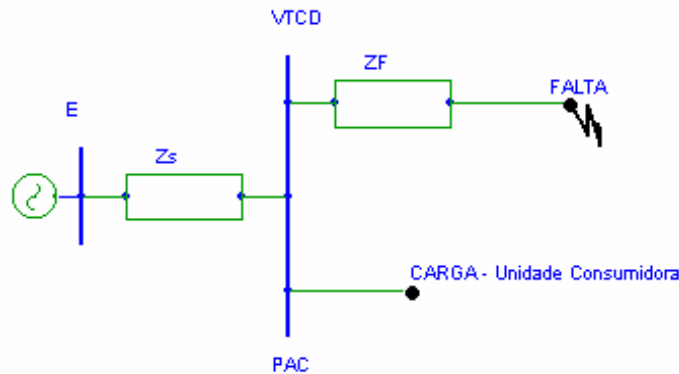 VTCD
ZF
FALTA
E
Zs
CARGA - Unidade Consumidora
PAC